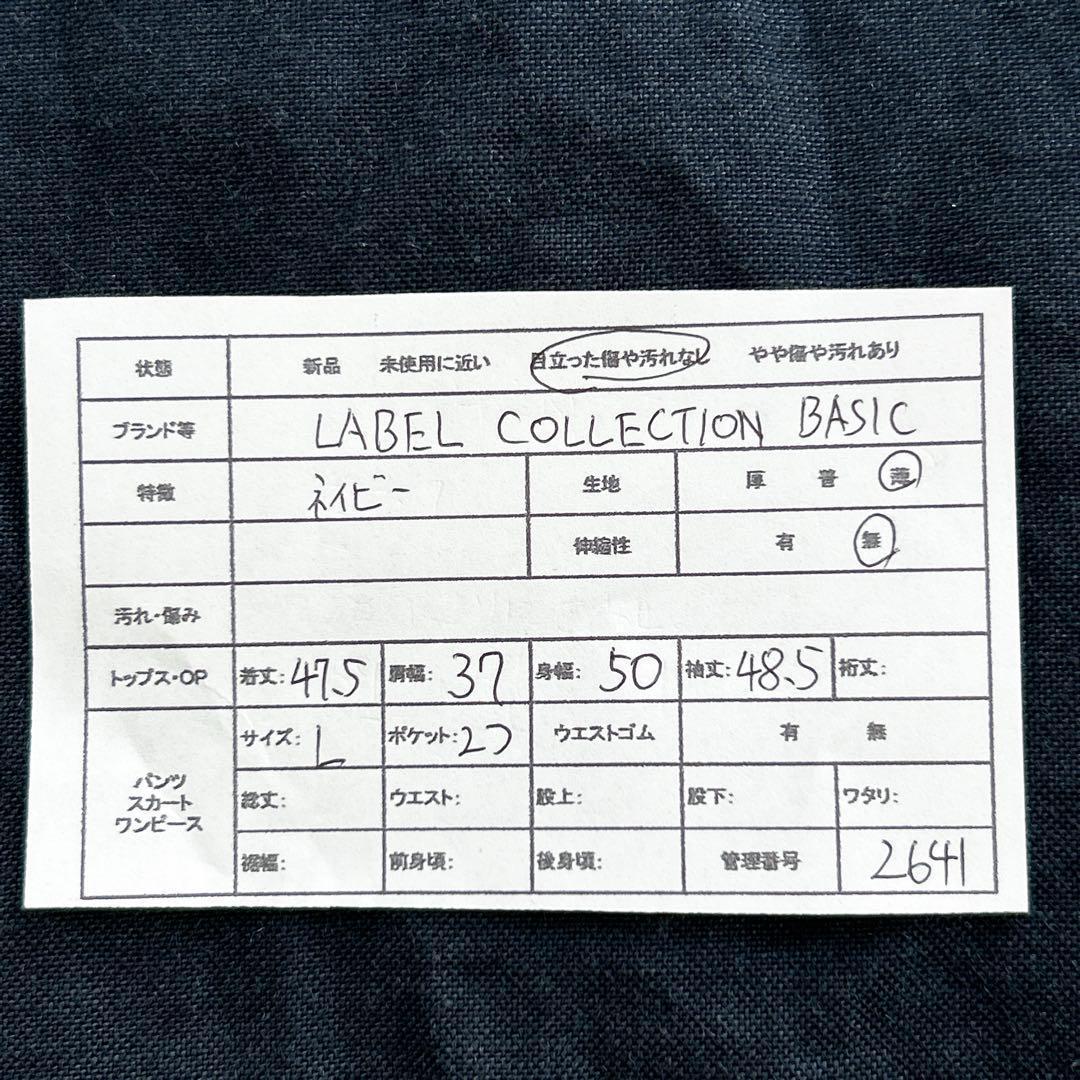 状態 新品 未使用に近い 目立った傷や汚れなし やや傷や汚れあり
ブランド等 LABEL COLLECTION BASIC
特徴 ネイビー 生地 厚 普 薄
伸縮性 有 無
汚れ・傷み
トップス・OP 着丈: 47.5 肩幅: 37 身幅: 50 袖丈: 48.5 裄丈:
サイズ: L ポケット: 2つ ウエストゴム 有 無
パンツ
スカート
ワンピース
総丈: ウエスト: 股上: 股下: ワタリ:
裾幅: 前身頃: 後身頃: 管理番号 2641